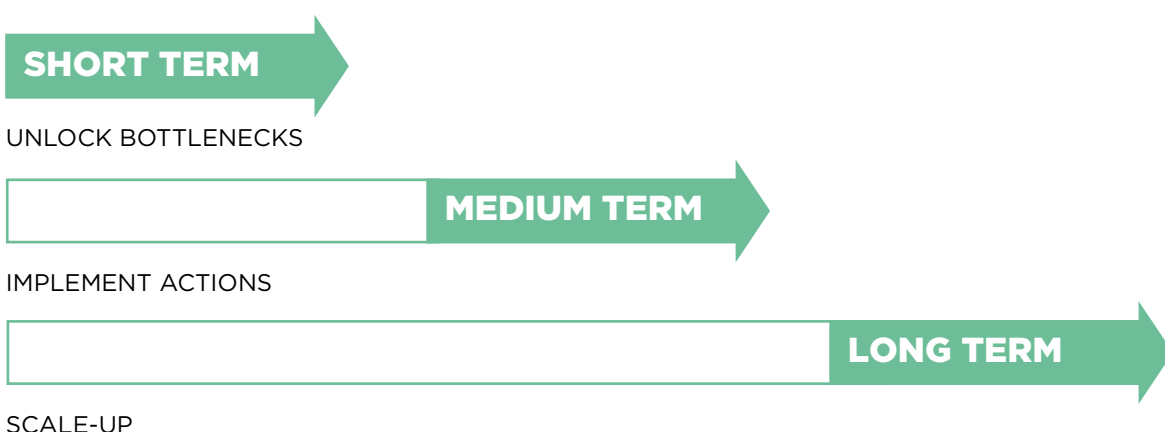 SHORT TERM
UNLOCK BOTTLENECKS
MEDIUM TERM
IMPLEMENT ACTIONS
LONG TERM
SCALE-UP